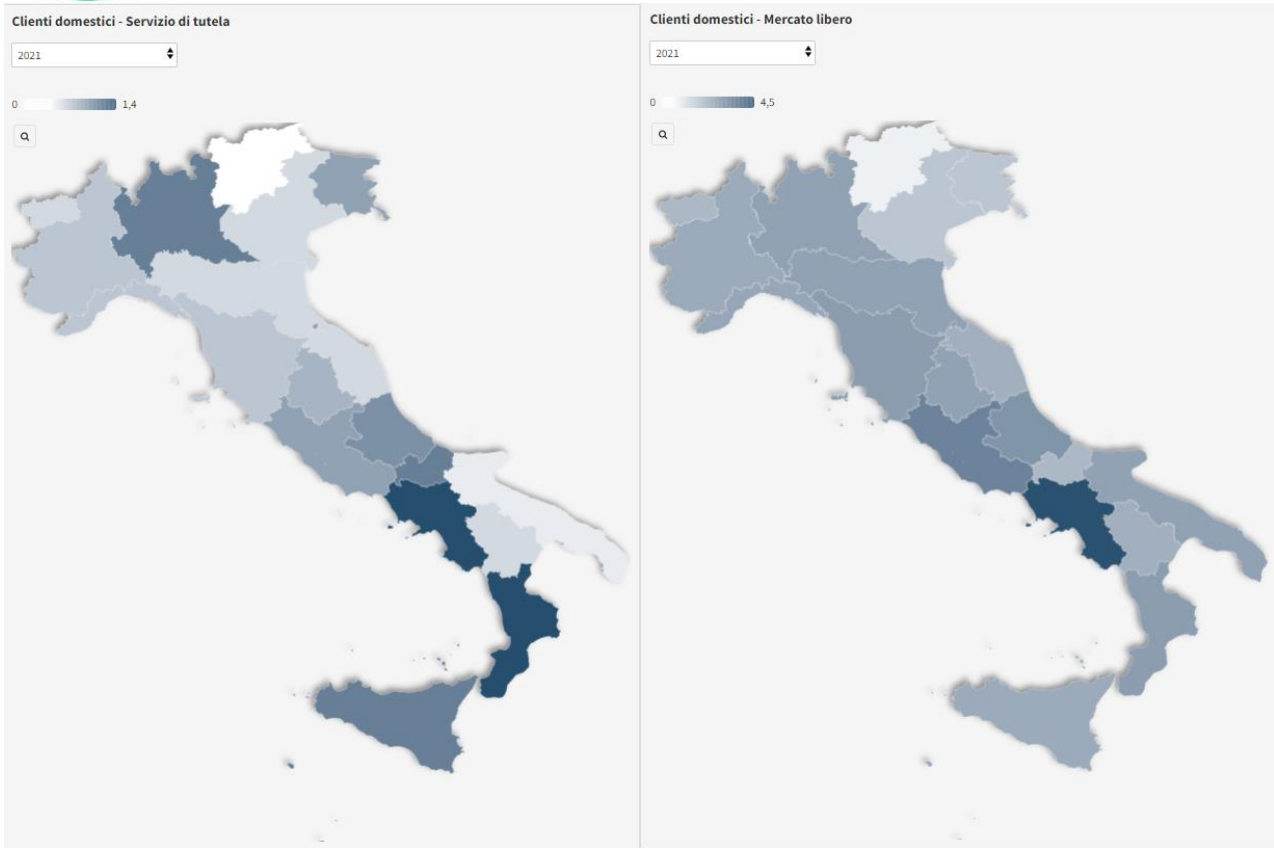 Clienti domestici - Servizio di tutela
2021
0 1,4
Clienti domestici - Mercato libero
2021
0 4,5